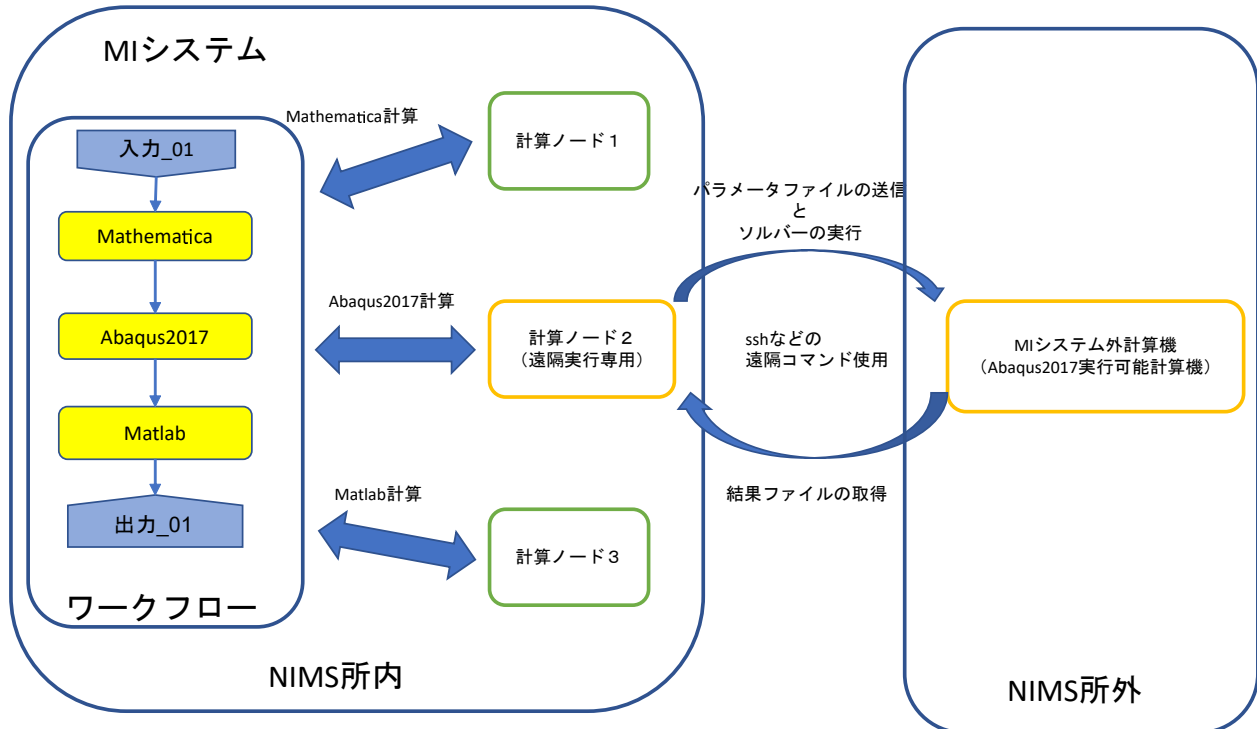 MIシステム
入力_01
Mathematica
Abaqus2017
Matlab
出力_01
ワークフロー
Mathematica計算
計算ノード１
Abaqus2017計算
計算ノード２
（遠隔実行専用）
Matlab計算
計算ノード３
NIMS所内
パラメータファイルの送信
と
ソルバーの実行
sshなどの
遠隔コマンド使用
結果ファイルの取得
MIシステム外計算機
（Abaqus2017実行可能計算機）
NIMS所外